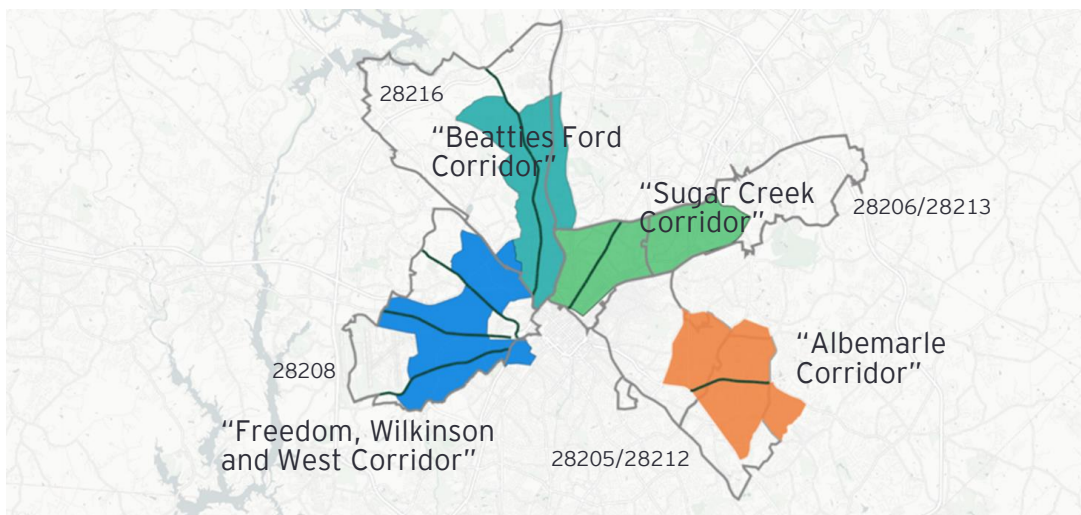 28216
“Beatties Ford
Corridor”
“Sugar Creek
Corridor”
28206/28213
“Albemarle
Corridor”
28208
“Freedom, Wilkinson
and West Corridor”
28205/28212